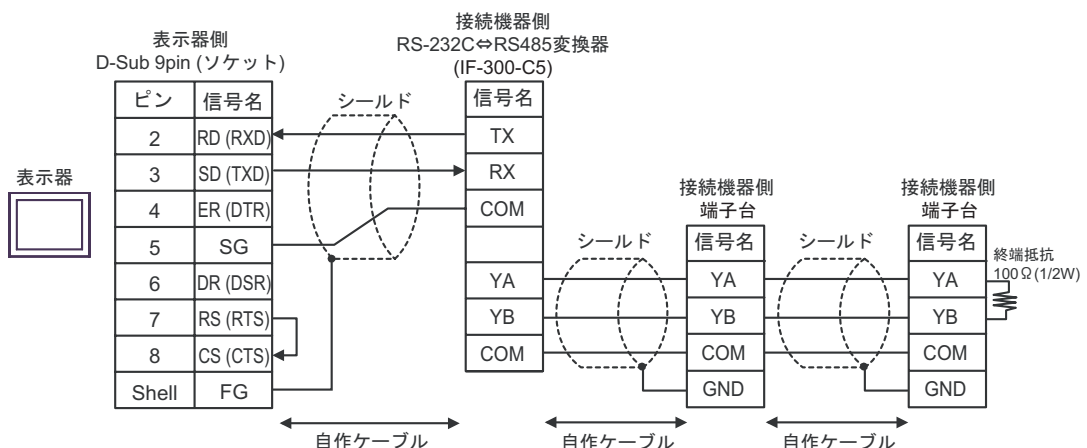 表示器
表示器側
D-Sub 9pin (ソケット)
ピン 信号名
2 RD (RXD)
3 SD (TXD)
4 ER (DTR)
5 SG
6 DR (DSR)
7 RS (RTS)
8 CS (CTS)
Shell FG
シールド
自作ケーブル
接続機器側
RS-232C⇔RS485変換器
(IF-300-C5)
信号名
TX
RX
COM
YA
YB
COM
シールド
自作ケーブル
接続機器側
端子台
信号名
YA
YB
COM
GND
シールド
自作ケーブル
接続機器側
端子台
信号名
YA
YB
COM
GND
終端抵抗
100Ω(1/2W)